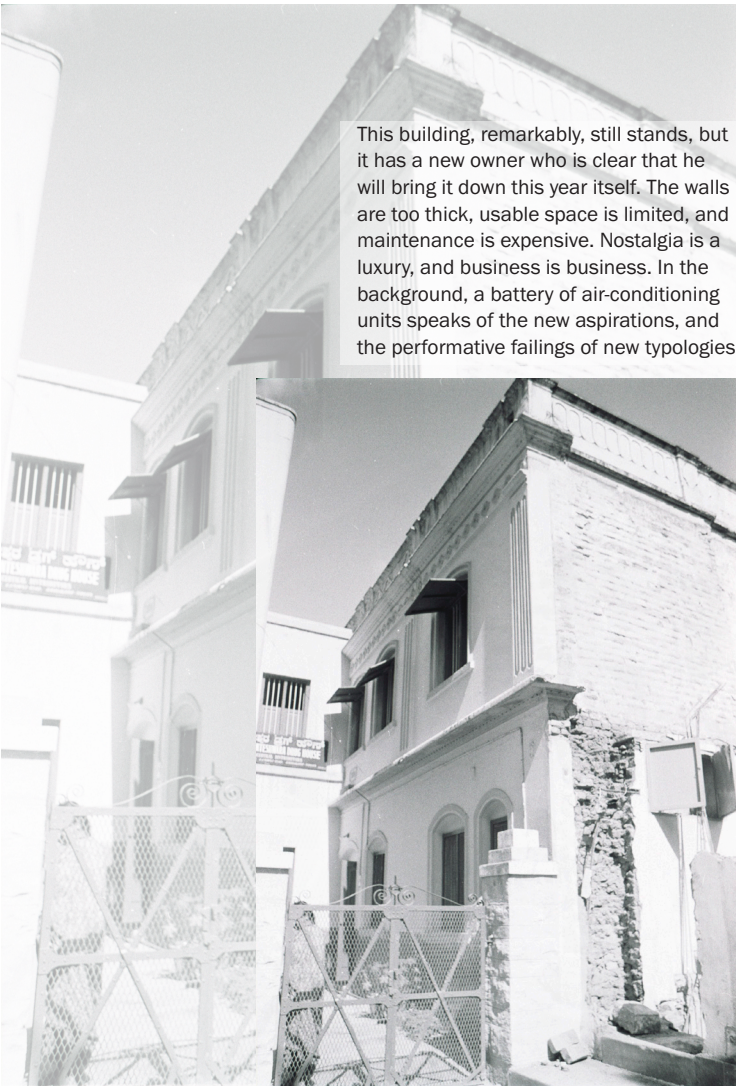 This building, remarkably, still stands, but
it has a new owner who is clear that he
will bring it down this year itself. The walls
are too thick, usable space is limited, and
maintenance is expensive. Nostalgia is a
luxury, and business is business. In the
background, a battery of air-conditioning
units speaks of the new aspirations, and
the performative failings of new typologies
HOUSE